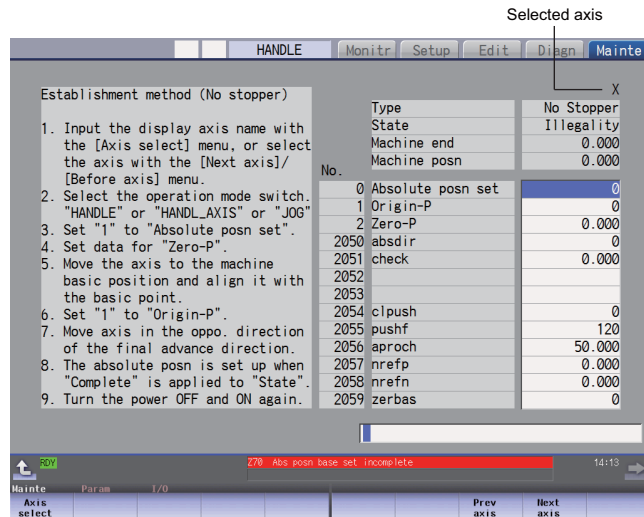 Selected axis
HANDLE Monitr Setup Edit Diagn Mainte
X
Establishment method (No stopper)
1. Input the display axis name with
the [Axis select] menu, or select
the axis with the [Next axis]/
[Before axis] menu.
2. Select the operation mode switch.
"HANDLE" or "HANDL_AXIS" or "JOG"
3. Set "1" to "Absolute posn set".
4. Set data for "Zero-P".
5. Move the axis to the machine
basic position and align it with
the basic point.
6. Set "1" to "Origin-P".
7. Move axis in the oppo. direction
of the final advance direction.
8. The absolute posn is set up when
"Complete" is applied to "State".
9. Turn the power OFF and ON again.
Type No Stopper
State Illegality
Machine end 0.000
Machine posn 0.000
No.
0 Absolute posn set 0
1 Origin-P 0
2 Zero-P 0.000
2050 absdir 0
2051 check 0.000
2052
2053
2054 clpush 0
2055 pushf 120
2056 aproch 50.000
2057 nrefp 0.000
2058 nrefn 0.000
2059 zerbas 0
RDY Z70 Abs posn base set incomplete 14:13
Mainte Param I/O
Axis select Prev axis Next axis